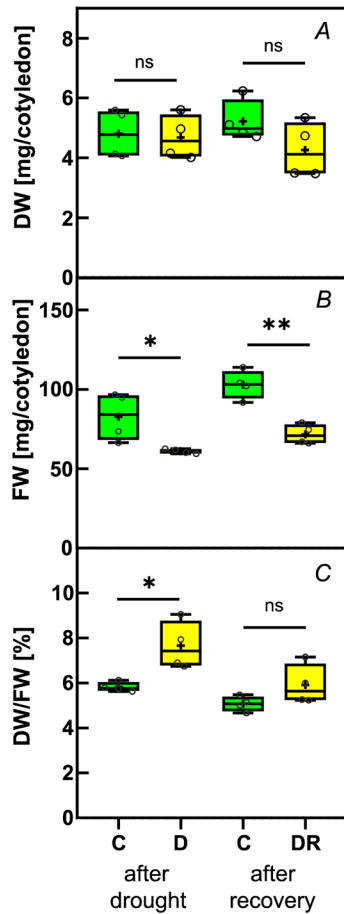 A
DW [mg/cotyledon]
8
6
4
2
0
ns
ns
B
FW [mg/cotyledon]
150
100
50
0
*
**
C
DW/FW [%]
10
8
6
4
2
0
*
ns
C D C DR
after after
drought recovery